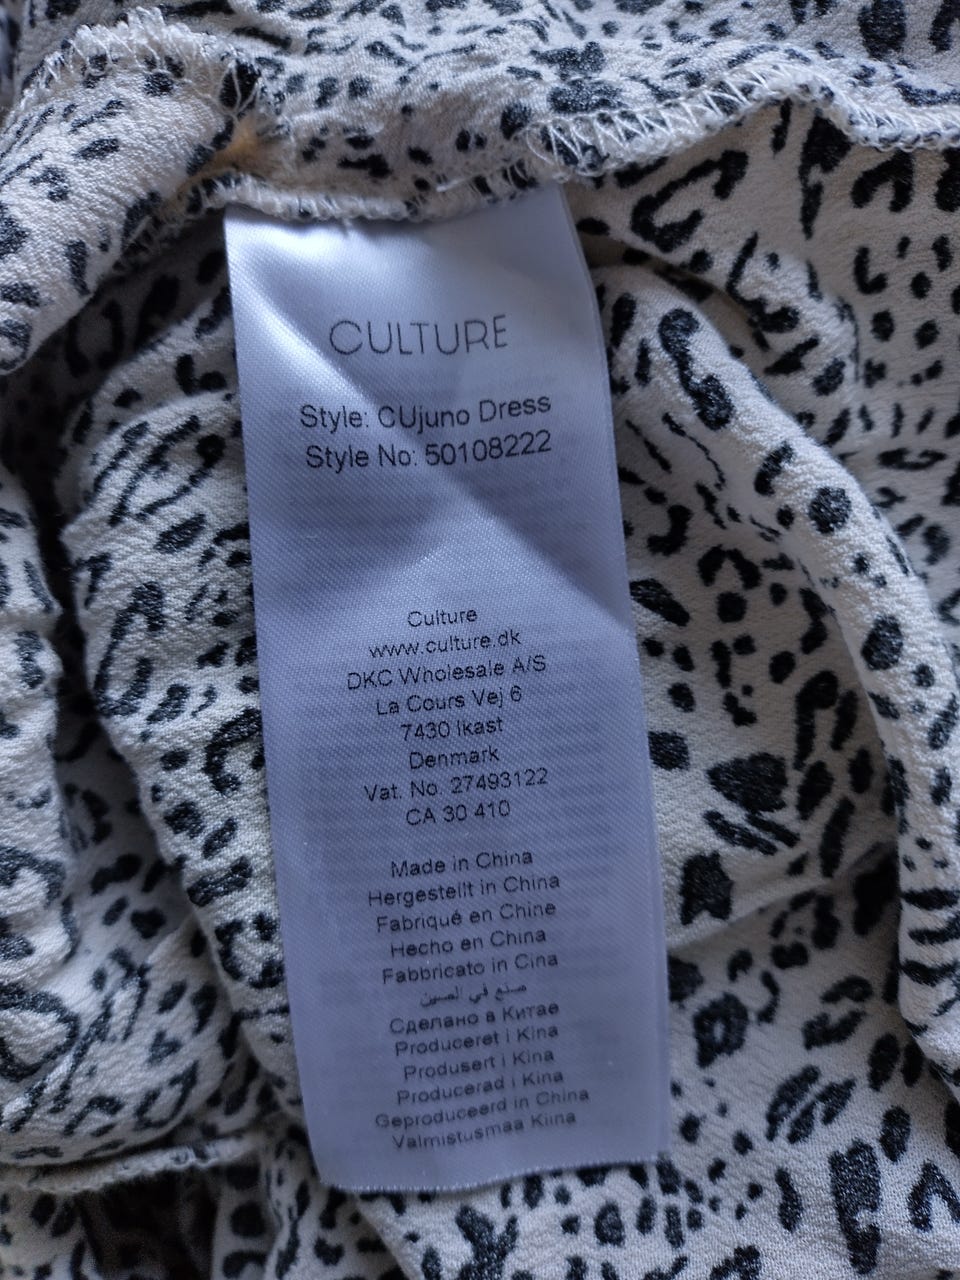 CULTURE
Style: CUjuno Dress
Style No: 50108222
Culture
www.culture.dk
DKC Wholesale A/S
La Cours Vej 6
7430 Ikast
Denmark
Vat. No. 27493122
CA 30 410
Made in China
Hergestellt in China
Fabriqué en Chine
Hecho en China
Fabbricato in Cina
صنع في الصين
Сделано в Китае
Produceret i Kina
Produsert i Kina
Producerad i Kina
Geproduceerd in China
Valmistusmaa Kiina